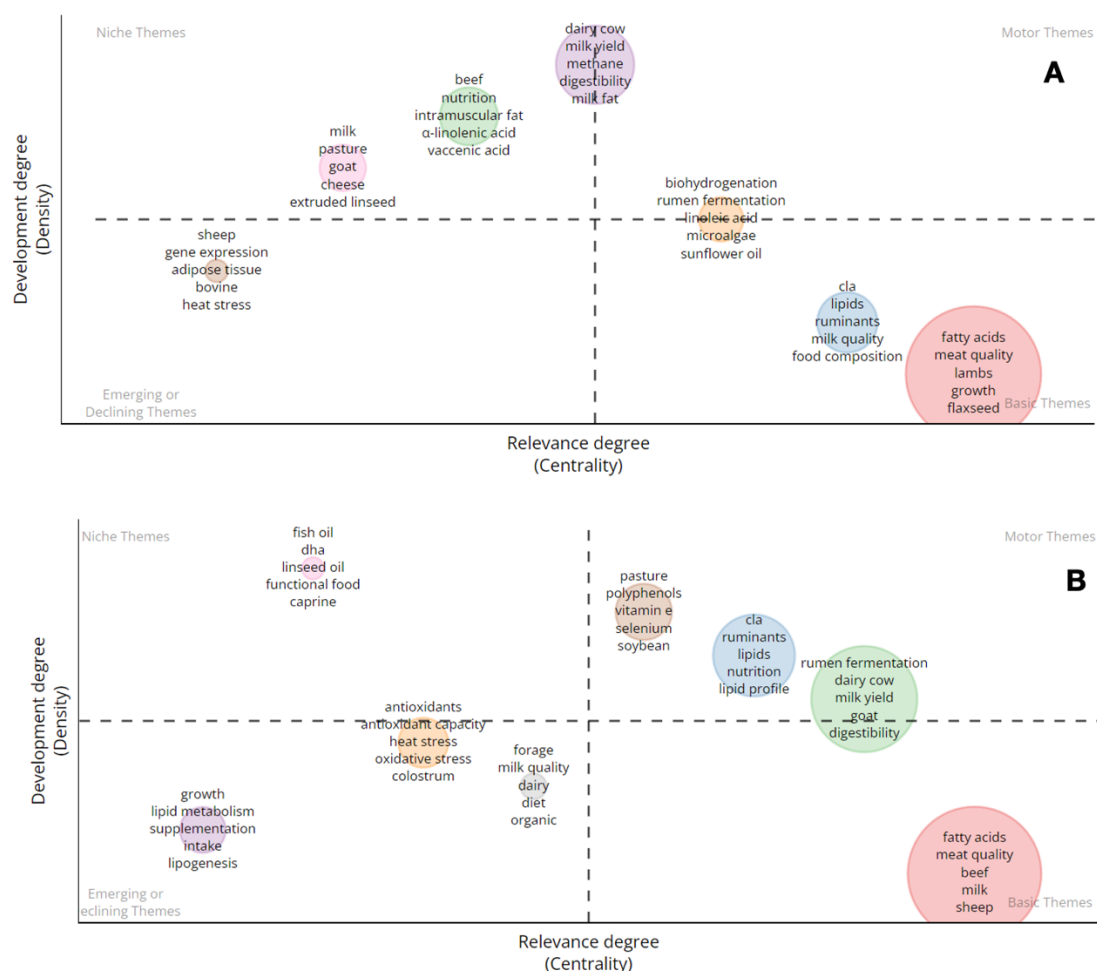 Niche Themes
Motor Themes
A
dairy cow
milk yield
methane
digestibility
milk fat
beef
nutrition
intramuscular fat
α-linolenic acid
vaccenic acid
milk
pasture
goat
cheese
extruded linseed
biohydrogenation
rumen fermentation
linoleic acid
microalgae
sunflower oil
sheep
gene expression
adipose tissue
bovine
heat stress
cla
lipids
ruminants
milk quality
food composition
fatty acids
meat quality
lambs
growth
flaxseed
Emerging or
Declining Themes
Basic Themes
Development degree
(Density)
Relevance degree
(Centrality)
Niche Themes
Motor Themes
B
fish oil
dha
linseed oil
functional food
caprine
pasture
polyphenols
vitamin e
selenium
soybean
cla
ruminants
lipids
nutrition
lipid profile
rumen fermentation
dairy cow
milk yield
goat
digestibility
antioxidants
antioxidant capacity
heat stress
oxidative stress
colostrum
forage
milk quality
dairy
diet
organic
growth
lipid metabolism
supplementation
intake
lipogenesis
fatty acids
meat quality
beef
milk
sheep
Emerging or
eclining Themes
Basic Themes
Development degree
(Density)
Relevance degree
(Centrality)